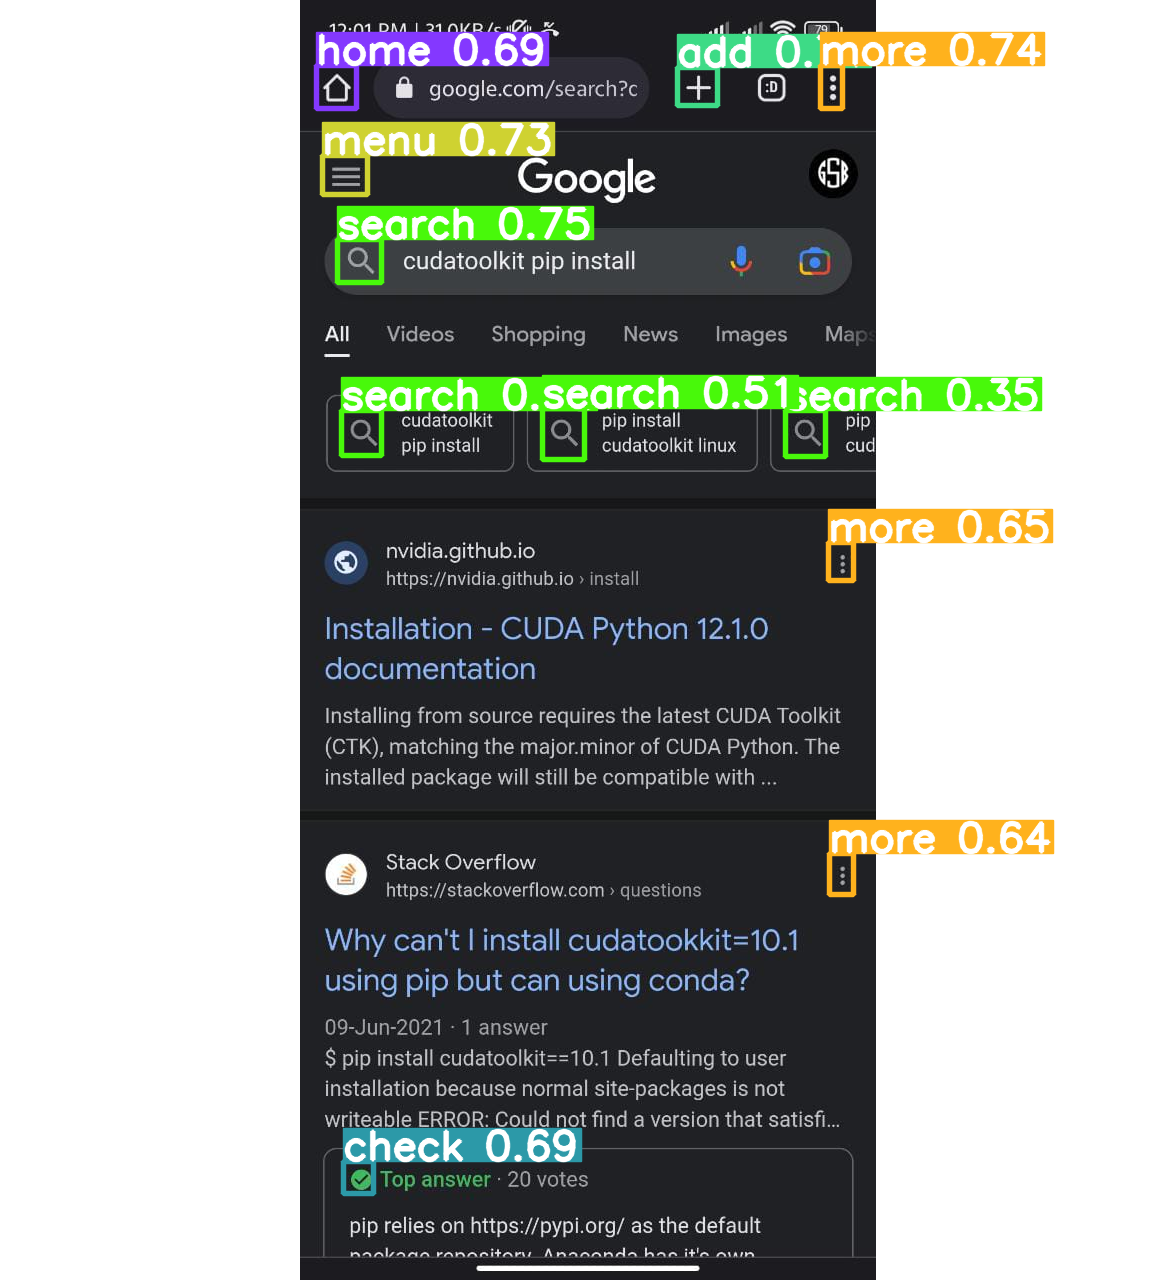 12:01 PM | 31.0KB/s 79
home 0.69
more 0.74
google.com/search?c :D
menu 0.73
Google GSB
search 0.75
cudatoolkit pip install
All Videos Shopping News Images Maps
search 0. search 0.51 search 0.35
cudatoolkit
pip install
pip install
cudatoolkit linux
pip
cud
more 0.65
nvidia.github.io
https://nvidia.github.io › install
Installation - CUDA Python 12.1.0
documentation
Installing from source requires the latest CUDA Toolkit
(CTK), matching the major.minor of CUDA Python. The
installed package will still be compatible with ...
more 0.64
Stack Overflow
https://stackoverflow.com › questions
Why can't I install cudatookkit=10.1
using pip but can using conda?
09-Jun-2021 · 1 answer
$ pip install cudatoolkit==10.1 Defaulting to user
installation because normal site-packages is not
writeable ERROR: Could not find a version that satisfi...
check 0.69
Top answer · 20 votes
pip relies on https://pypi.org/ as the default
package repository. Anaconda has it's own